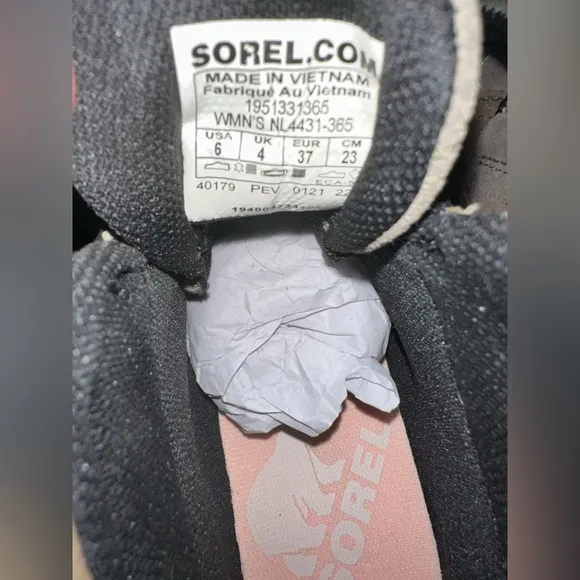 SOREL.COM
MADE IN VIETNAM
Fabriqué Au Vietnam
1951331365
WMN'S NL4431-365
USA UK EUR CM
6 4 37 23
40179 PEV 0121
SOREL